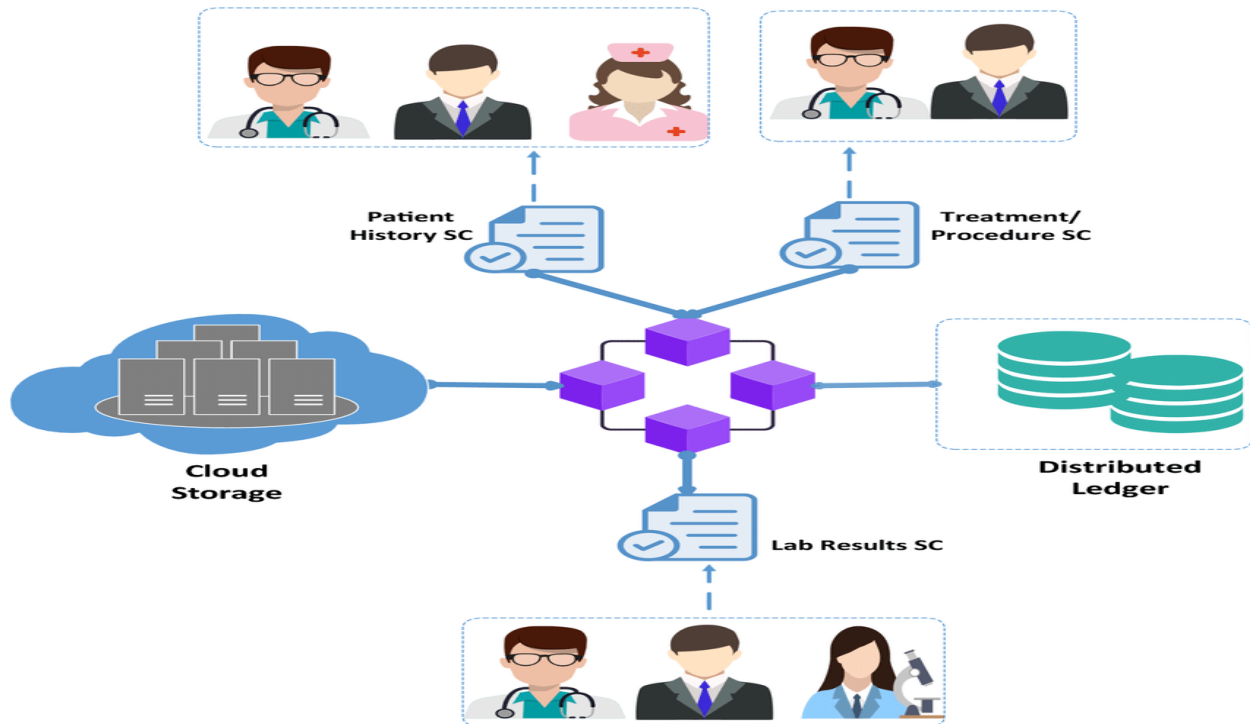 Patient
History SC
Treatment/
Procedure SC
Cloud
Storage
Distributed
Ledger
Lab Results SC